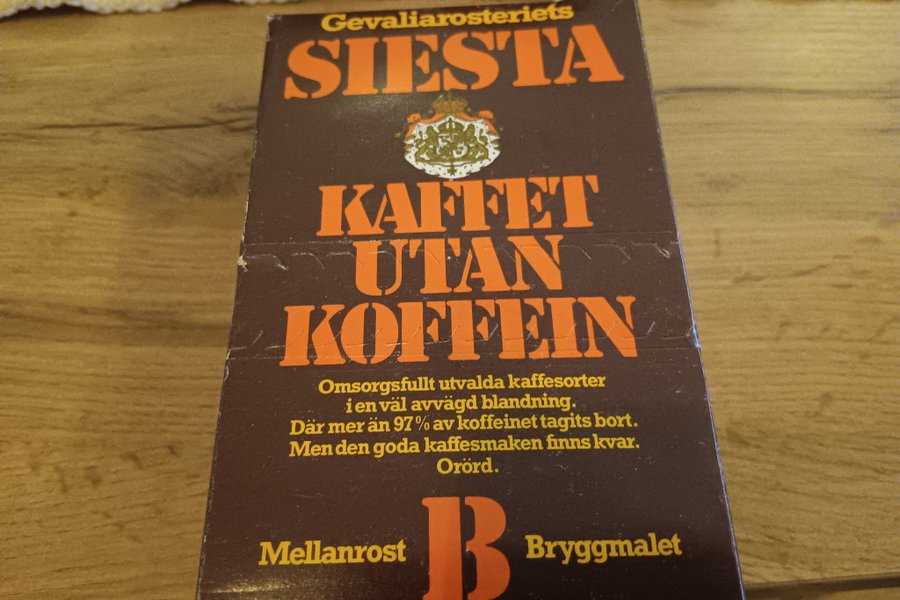 Gevaliarosteriets
SIESTA
KAFFET
UTAN
KOFFEIN
Omsorgsfullt utvalda kaffesorter
i en väl avvägd blandning.
Där mer än 97% av koffeinet tagits bort.
Men den goda kaffesmaken finns kvar.
Orörd.
Mellanrost B Bryggmalet